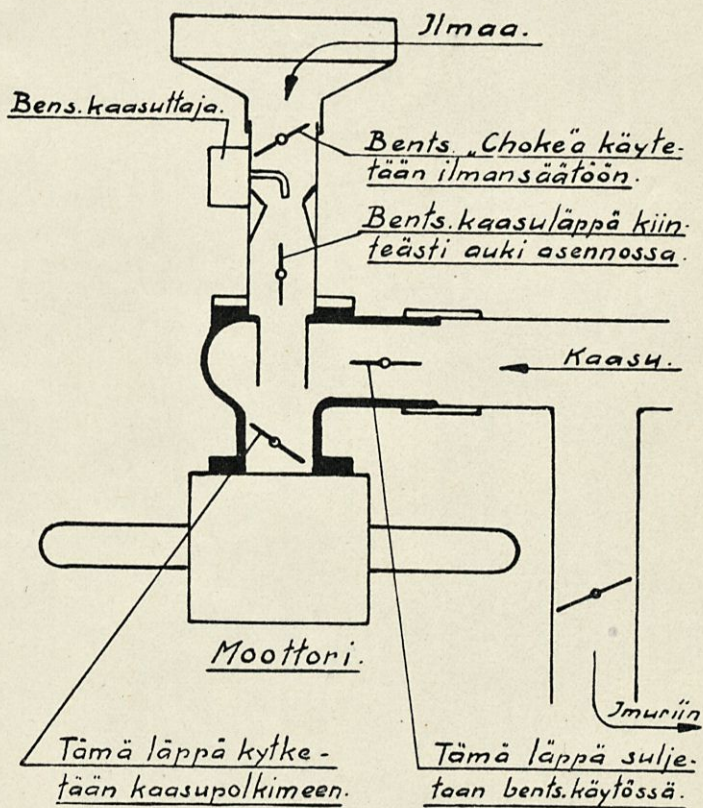 Ilmaa.
Bens. kaasuttaja.
Bents. „Choke"ä käyte-
tään ilmansäätöön.
Bents. kaasuläppä kiin-
teästi auki asennossa.
Kaasu.
Moottori.
Imuriin
Tämä läppä kytke-
tään kaasupolkimeen.
Tämä läppä sulje-
taan bents. käytössä.